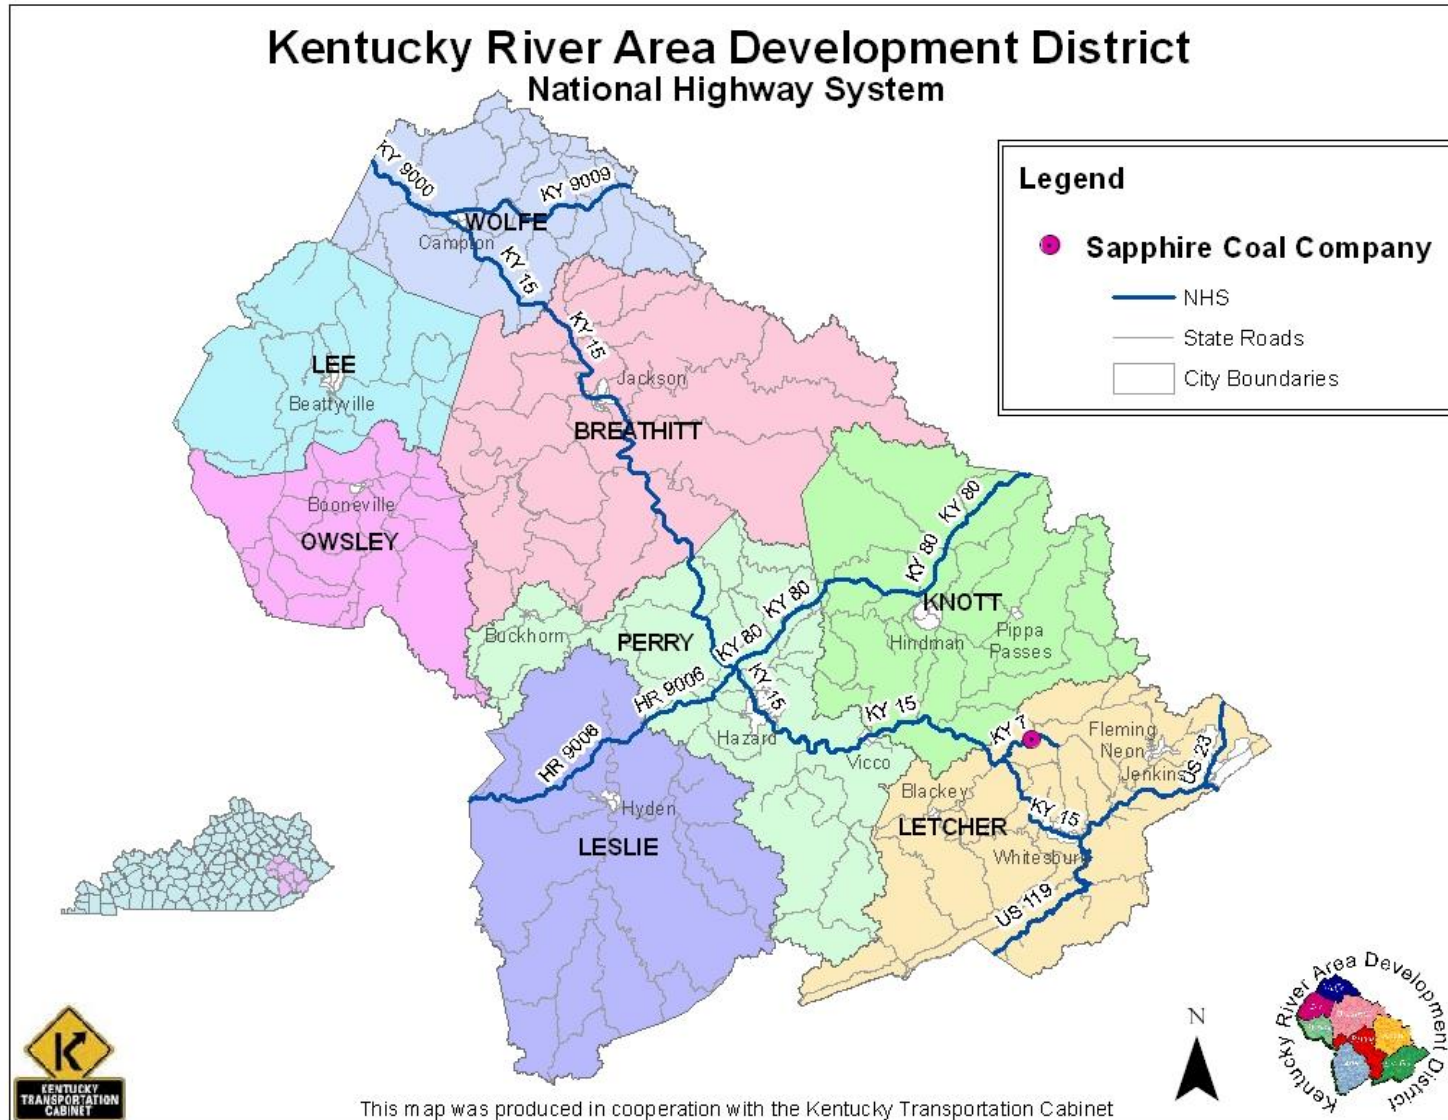 Kentucky River Area Development District
National Highway System
Legend
Sapphire Coal Company
NHS
State Roads
City Boundaries
KY 9000
KY 9009
WOLFE
Campton
KY 15
KY 15
LEE
Beattyville
Jackson
BREATHITT
Booneville
OWSLEY
KY 80
KY 80
KY 80
KY 80
KNOTT
Hindman
Pippa
Passes
Buckhorn
PERRY
HR 9006
KY 15
KY 15
Hazard
Vicco
HR 9006
Hyden
LESLIE
KY 7
Fleming
Neon
Jenkins
US 23
Blackey
LETCHER
KY 15
Whitesburg
US 119
N
Kentucky River Area Development District
KENTUCKY
TRANSPORTATION
CABINET
This map was produced in cooperation with the Kentucky Transportation Cabinet